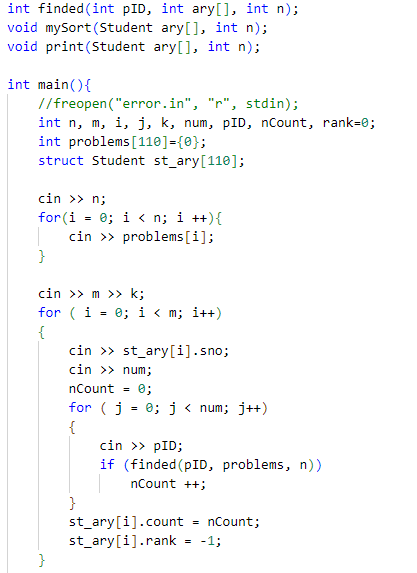 int finded(int pID, int ary[], int n);
void mySort(Student ary[], int n);
void print(Student ary[], int n);
int main(){
//freopen("error.in", "r", stdin);
int n, m, i, j, k, num, pID, nCount, rank=0;
int problems[110]={0};
struct Student st_ary[110];
cin >> n;
for(i = 0; i < n; i ++){
cin >> problems[i];
}
cin >> m >> k;
for ( i = 0; i < m; i++)
{
cin >> st_ary[i].sno;
cin >> num;
nCount = 0;
for ( j = 0; j < num; j++)
{
cin >> pID;
if (finded(pID, problems, n))
nCount ++;
}
st_ary[i].count = nCount;
st_ary[i].rank = -1;
}